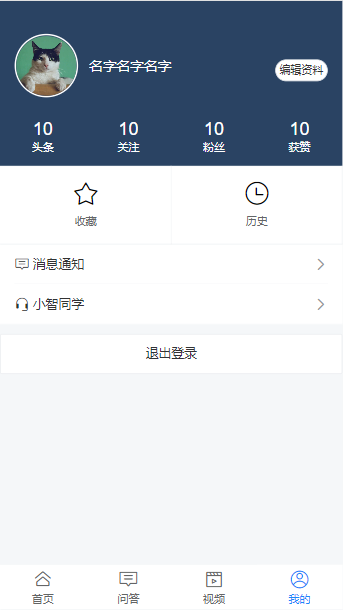 名字名字名字
编辑资料
10 10 10 10
头条 关注 粉丝 获赞
收藏 历史
消息通知
小智同学
退出登录
首页 问答 视频 我的